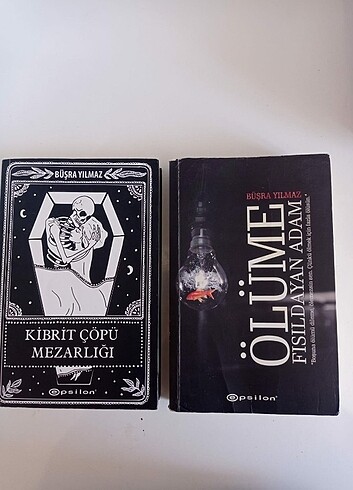 BÜŞRA YILMAZ
KİBRİT ÇÖPÜ
MEZARLIĞI
epsilon
BÜŞRA YILMAZ
ÖLÜME
FISILDAYAN ADAM
epsilon